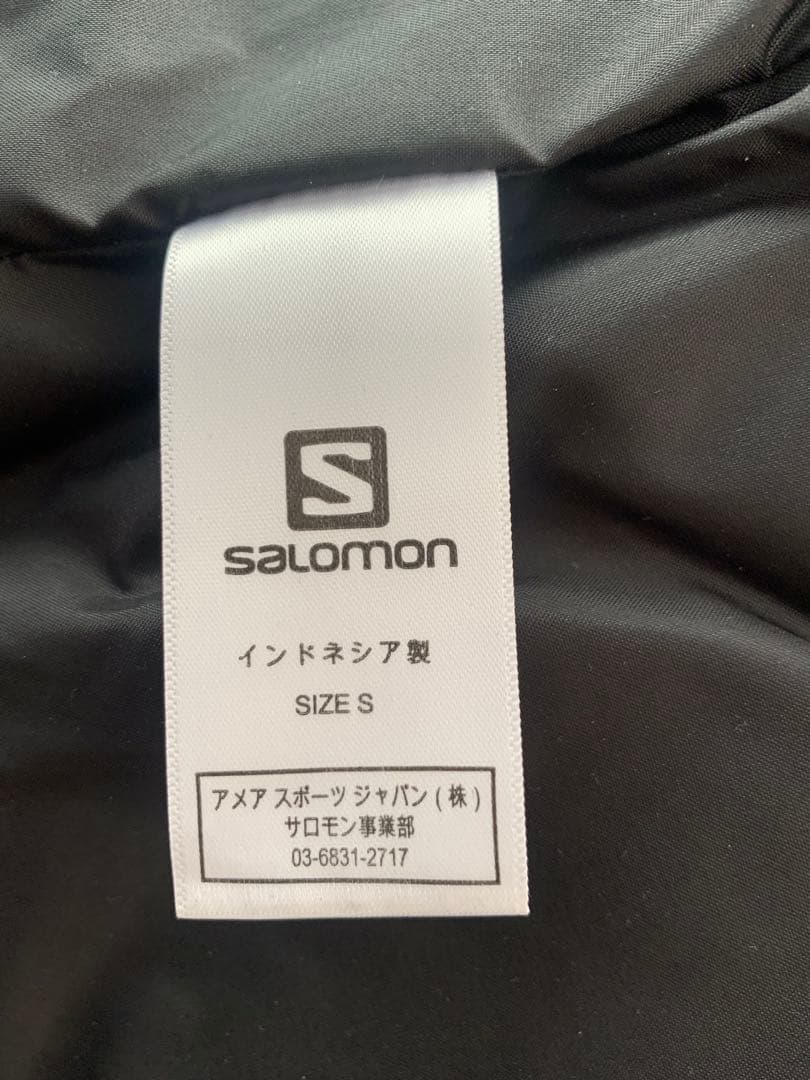 S
SALOMON
インドネシア製
SIZE S
アメア スポーツ ジャパン (株)
サロモン事業部
03-6831-2717